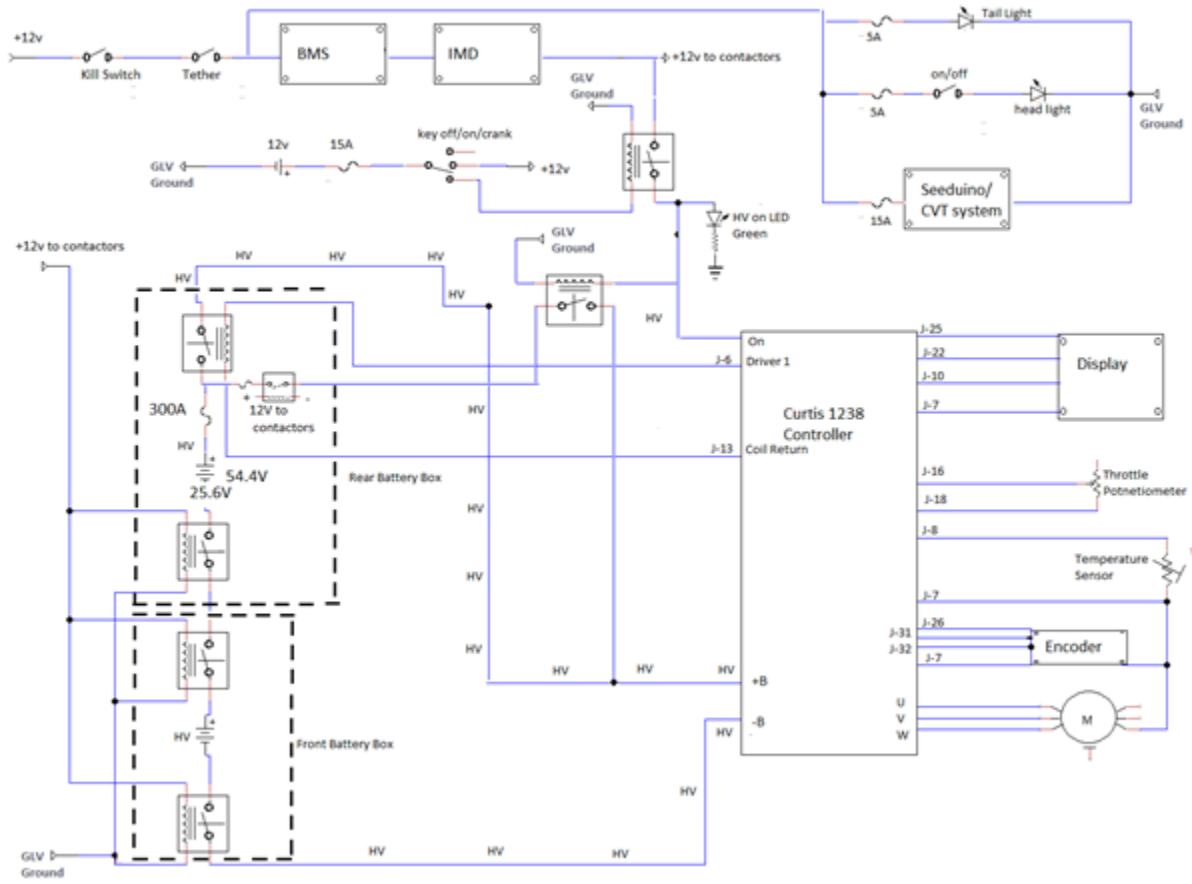 Tail Light
5A
+12v
Kill Switch
Tether
BMS
IMD
+12v to contactors
GLV
Ground
on/off
5A
head light
GLV
Ground
key off/on/crank
12v
15A
GLV
Ground
+12v
Seeduino/
CVT system
15A
HV on LED
Green
GLV
Ground
+12v to contactors
HV
HV
HV
HV
HV
HV
On
J-6
Driver 1
J-25
J-22
J-10
J-7
Display
300A
+
-
12V to
contactors
HV
HV
Curtis 1238
Controller
J-13
Coil Return
+
54.4V
25.6V
Rear Battery Box
J-16
J-18
Throttle
Potnetiometer
HV
J-8
Temperature
Sensor
HV
J-7
J-26
J-31
J-32
J-7
Encoder
HV
HV
HV
HV
+B
-B
HV
U
V
W
M
+
HV
Front Battery Box
HV
GLV
Ground
HV
HV
HV